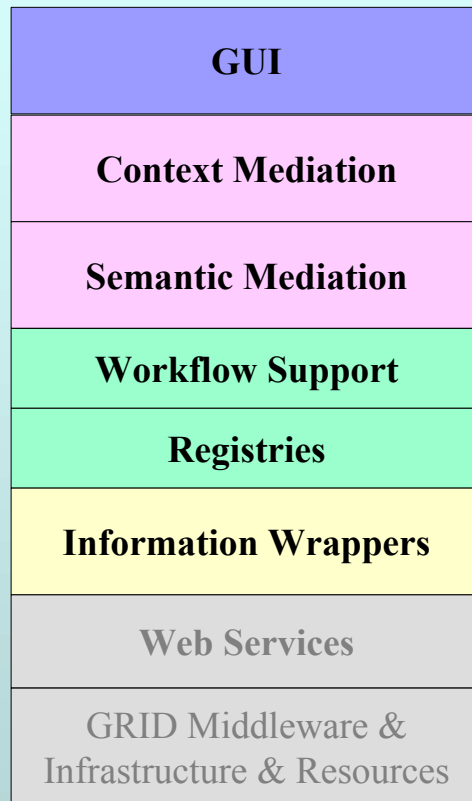 GUI
Context Mediation
Semantic Mediation
Workflow Support
Registries
Information Wrappers
Web Services
GRID Middleware &
Infrastructure & Resources